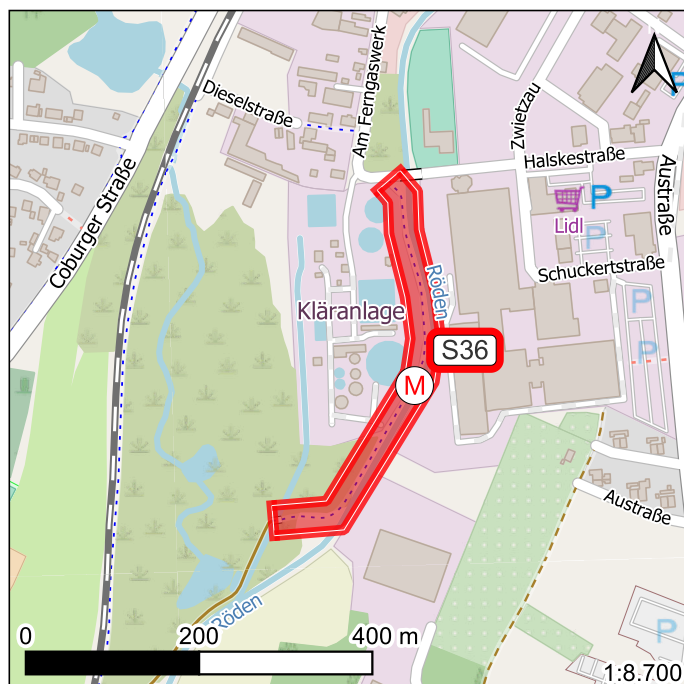 Am Ferngaswerk
Dieselstraße
Zwietzau
Halskestraße
P
Coburger Straße
Austraße
P
Lidl
P
Röden
Schuckertstraße
P
Kläranlage
S36
P
M
Austraße
Röden
P
0 200 400 m
1:8.700